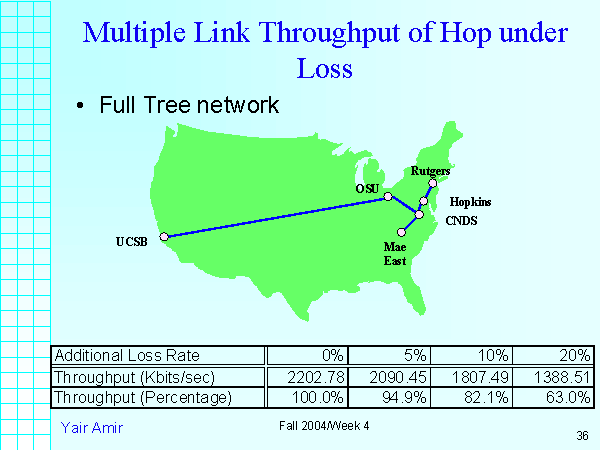 Multiple Link Throughput of Hop under
Loss
• Full Tree network
Rutgers
OSU
Hopkins
CNDS
UCSB
Mae
East
Additional Loss Rate 0% 5% 10% 20%
Throughput (Kbits/sec) 2202.78 2090.45 1807.49 1388.51
Throughput (Percentage) 100.0% 94.9% 82.1% 63.0%
Yair Amir Fall 2004/Week 4 36